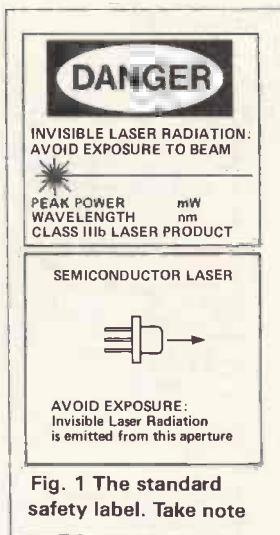 DANGER
INVISIBLE LASER RADIATION:
AVOID EXPOSURE TO BEAM
PEAK POWER mW
WAVELENGTH nm
CLASS IIIb LASER PRODUCT
SEMICONDUCTOR LASER
AVOID EXPOSURE:
Invisible Laser Radiation
is emitted from this aperture
Fig. 1 The standard
safety label. Take note